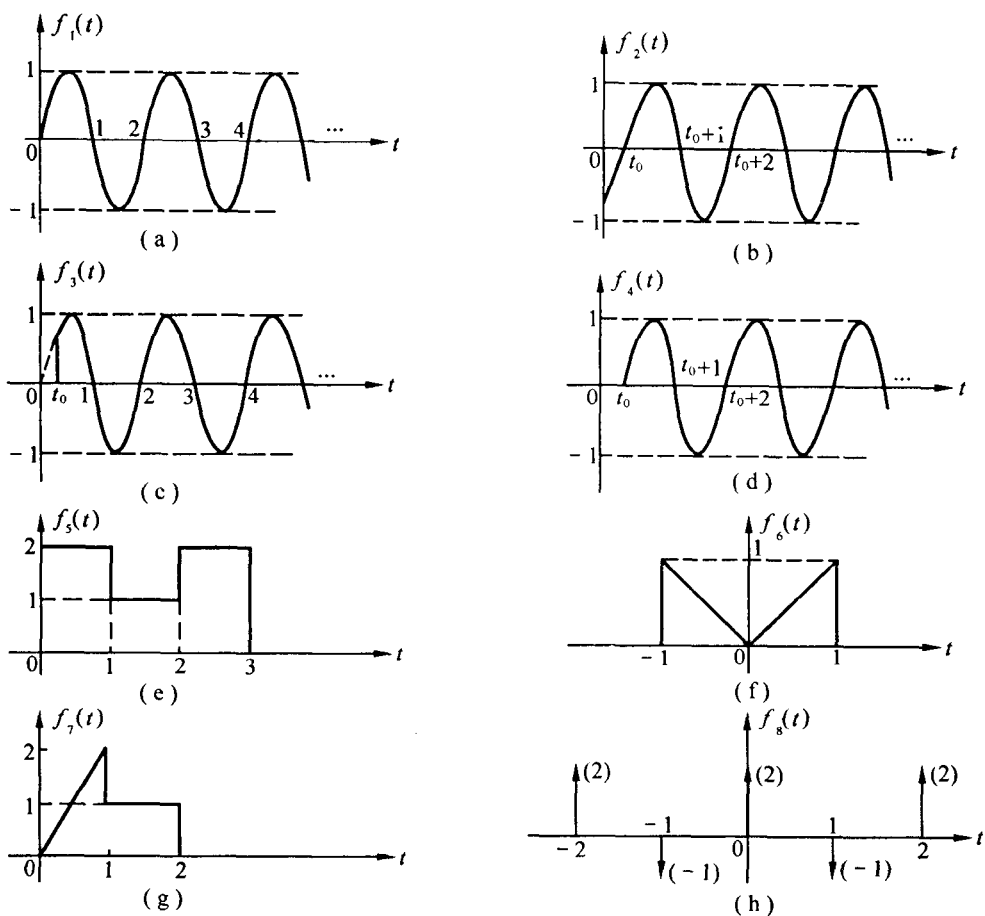 f₁(t)
1
1 2 3 4 ... t
0
-1
(a)
f₂(t)
1
t₀+i ...
0 t₀ t₀+2 t
-1
(b)
f₃(t)
1
...
0 t₀ 1 2 3 4 t
-1
(c)
f₄(t)
1
t₀+1 ...
0 t₀ t₀+2 t
-1
(d)
f₅(t)
2
1
0 1 2 3 t
(e)
f₆(t)
1
-1 0 1 t
(f)
f₇(t)
2
1
0 1 2 t
(g)
f₈(t)
(2) (2) (2)
-1 1
-2 0 2 t
(-1) (-1)
(h)